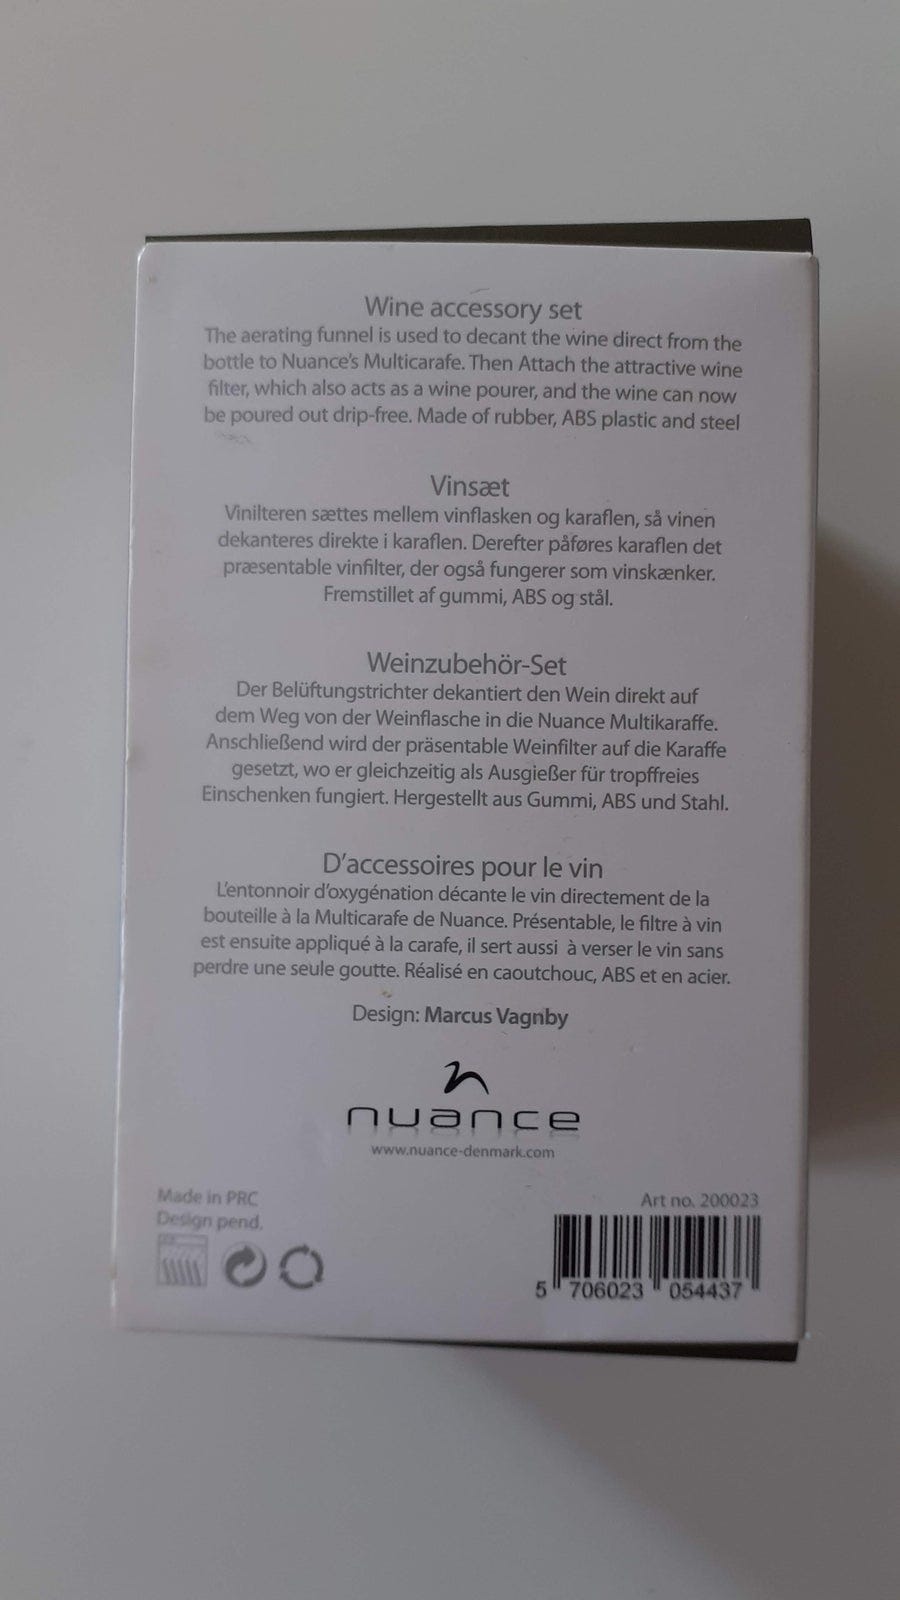 Wine accessory set
The aerating funnel is used to decant the wine direct from the
bottle to Nuance's Multicarafe. Then Attach the attractive wine
filter, which also acts as a wine pourer, and the wine can now
be poured out drip-free. Made of rubber, ABS plastic and steel
Vinsæt
Vinilteren sættes mellem vinflasken og karaflen, så vinen
dekanteres direkte i karaflen. Derefter påføres karaflen det
præsentable vinfilter, der også fungerer som vinskænker.
Fremstillet af gummi, ABS og stål.
Weinzubehör-Set
Der Belüftungstrichter dekantiert den Wein direkt auf
dem Weg von der Weinflasche in die Nuance Multikaraffe.
Anschließend wird der präsentable Weinfilter auf die Karaffe
gesetzt, wo er gleichzeitig als Ausgießer für tropffreies
Einschenken fungiert. Hergestellt aus Gummi, ABS und Stahl.
D'accessoires pour le vin
L'entonnoir d'oxygénation décante le vin directement de la
bouteille à la Multicarafe de Nuance. Présentable, le filtre à vin
est ensuite appliqué à la carafe, il sert aussi à verser le vin sans
perdre une seule goutte. Réalisé en caoutchouc, ABS et en acier.
Design: Marcus Vagnby
nuance
www.nuance-denmark.com
Made in PRC
Design pend.
Art no. 200023
5 706023 054437